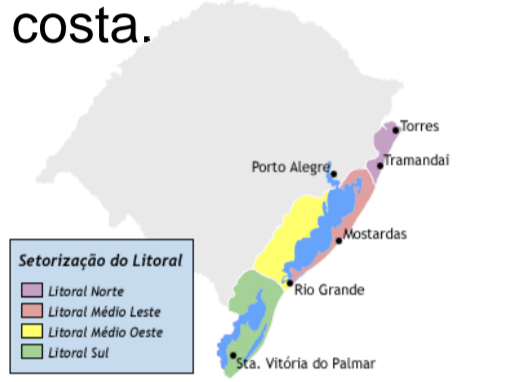 costa.
Torres
Tramandai
Porto Alegre
Mostardas
Rio Grande
Sta. Vitória do Palmar
Setorização do Litoral
Litoral Norte
Litoral Médio Leste
Litoral Médio Oeste
Litoral Sul